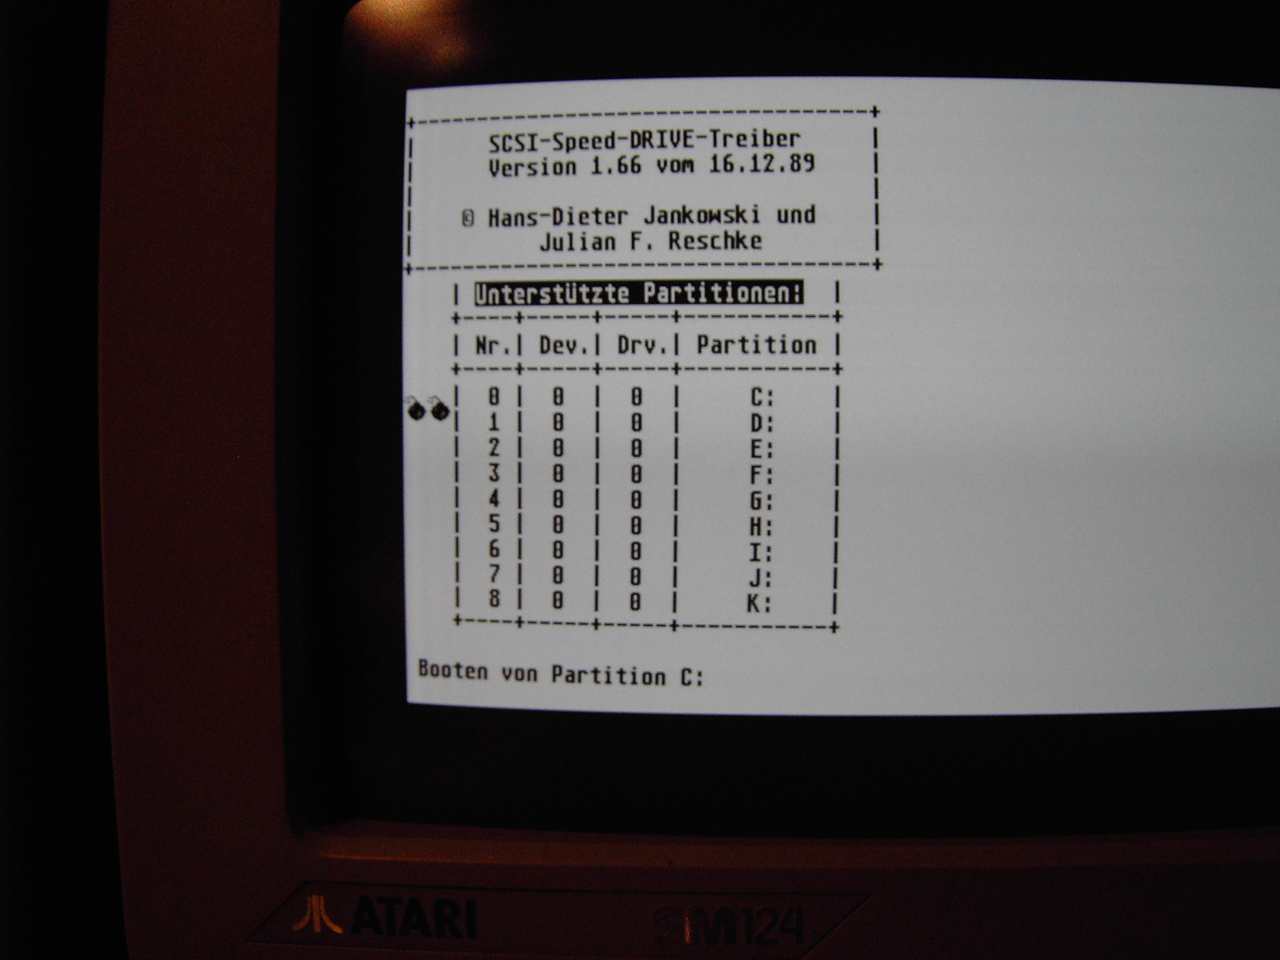 SCSI-Speed-DRIVE-Treiber
Version 1.66 vom 16.12.89
© Hans-Dieter Jankowski und
Julian F. Reschke
Unterstützte Partitionen:
Nr.| Dev.| Drv.| Partition
0 | 0 | 0 | C:
1 | 0 | 0 | D:
2 | 0 | 0 | E:
3 | 0 | 0 | F:
4 | 0 | 0 | G:
5 | 0 | 0 | H:
6 | 0 | 0 | I:
7 | 0 | 0 | J:
8 | 0 | 0 | K:
Booten von Partition C:
ATARI SM124